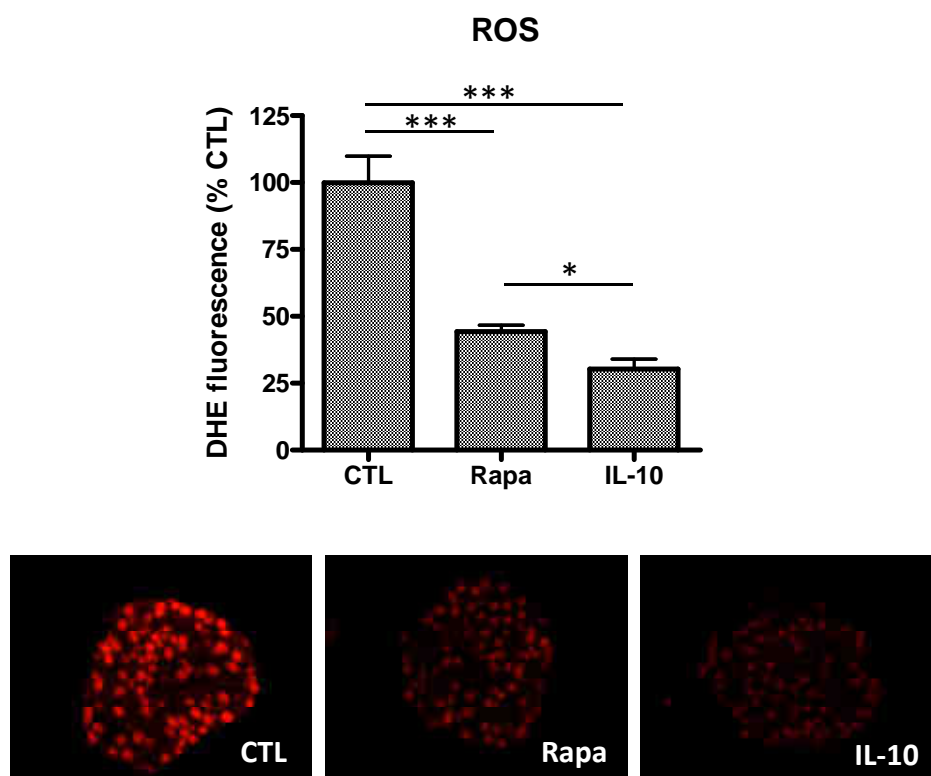 ROS
DHE fluorescence (% CTL)
***
***
*
125
100
75
50
25
0
CTL Rapa IL-10
CTL Rapa IL-10